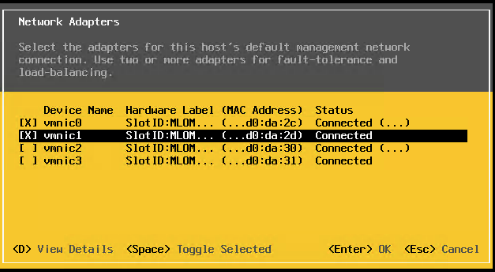 Network Adapters
Select the adapters for this host's default management network
connection. Use two or more adapters for fault-tolerance and
load-balancing.
Device Name Hardware Label (MAC Address) Status
[X] vmnic0 SlotID:MLOM... (...d0:da:2c) Connected (...)
[X] vmnic1 SlotID:MLOM... (...d0:da:2d) Connected
[ ] vmnic2 SlotID:MLOM... (...d0:da:30) Connected (...)
[ ] vmnic3 SlotID:MLOM... (...d0:da:31) Connected
<D> View Details <Space> Toggle Selected <Enter> OK <Esc> Cancel